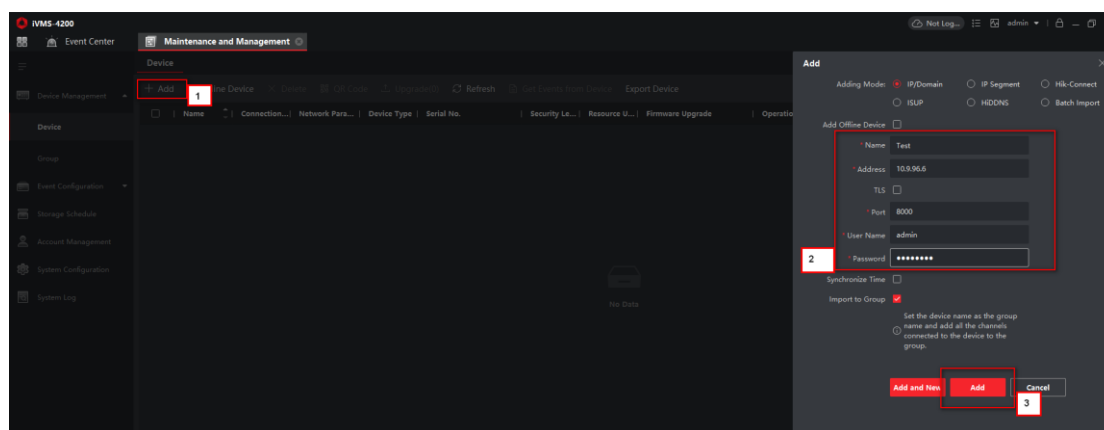 iVMS-4200
Not Log... admin
Event Center Maintenance and Management
Device
+ Add 1 ine Device Delete QR Code Upgrade(0) Refresh Get Events from Device Export Device
Name Connection... Network Para... Device Type Serial No. Security Le... Resource U... Firmware Upgrade Operatio
Device Management
Device
Group
Event Configuration
Storage Schedule
Account Management
System Configuration
System Log
No Data
Add
Adding Mode: IP/Domain IP Segment Hik-Connect
ISUP HiDDNS Batch Import
Add Offline Device
* Name Test
* Address 10.9.96.6
TLS
* Port 8000
* User Name admin
2 * Password ••••••••
Synchronize Time
Import to Group
Set the device name as the group
name and add all the channels
connected to the device to the
group.
Add and New Add Cancel
3